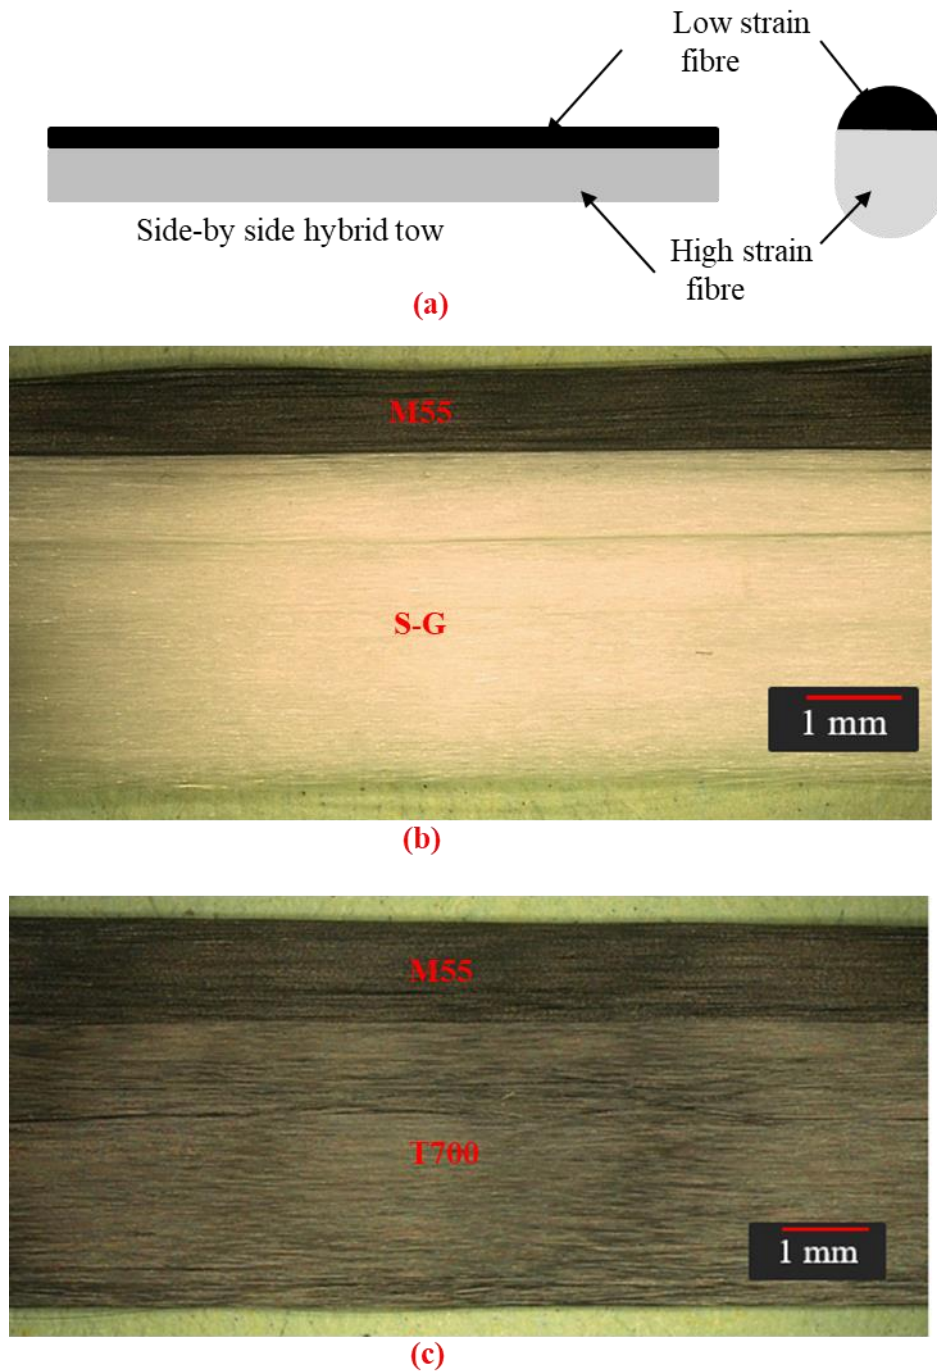 Low strain
fibre
Side-by side hybrid tow
High strain
fibre
(a)
M55
S-G
1 mm
(b)
M55
T700
1 mm
(c)